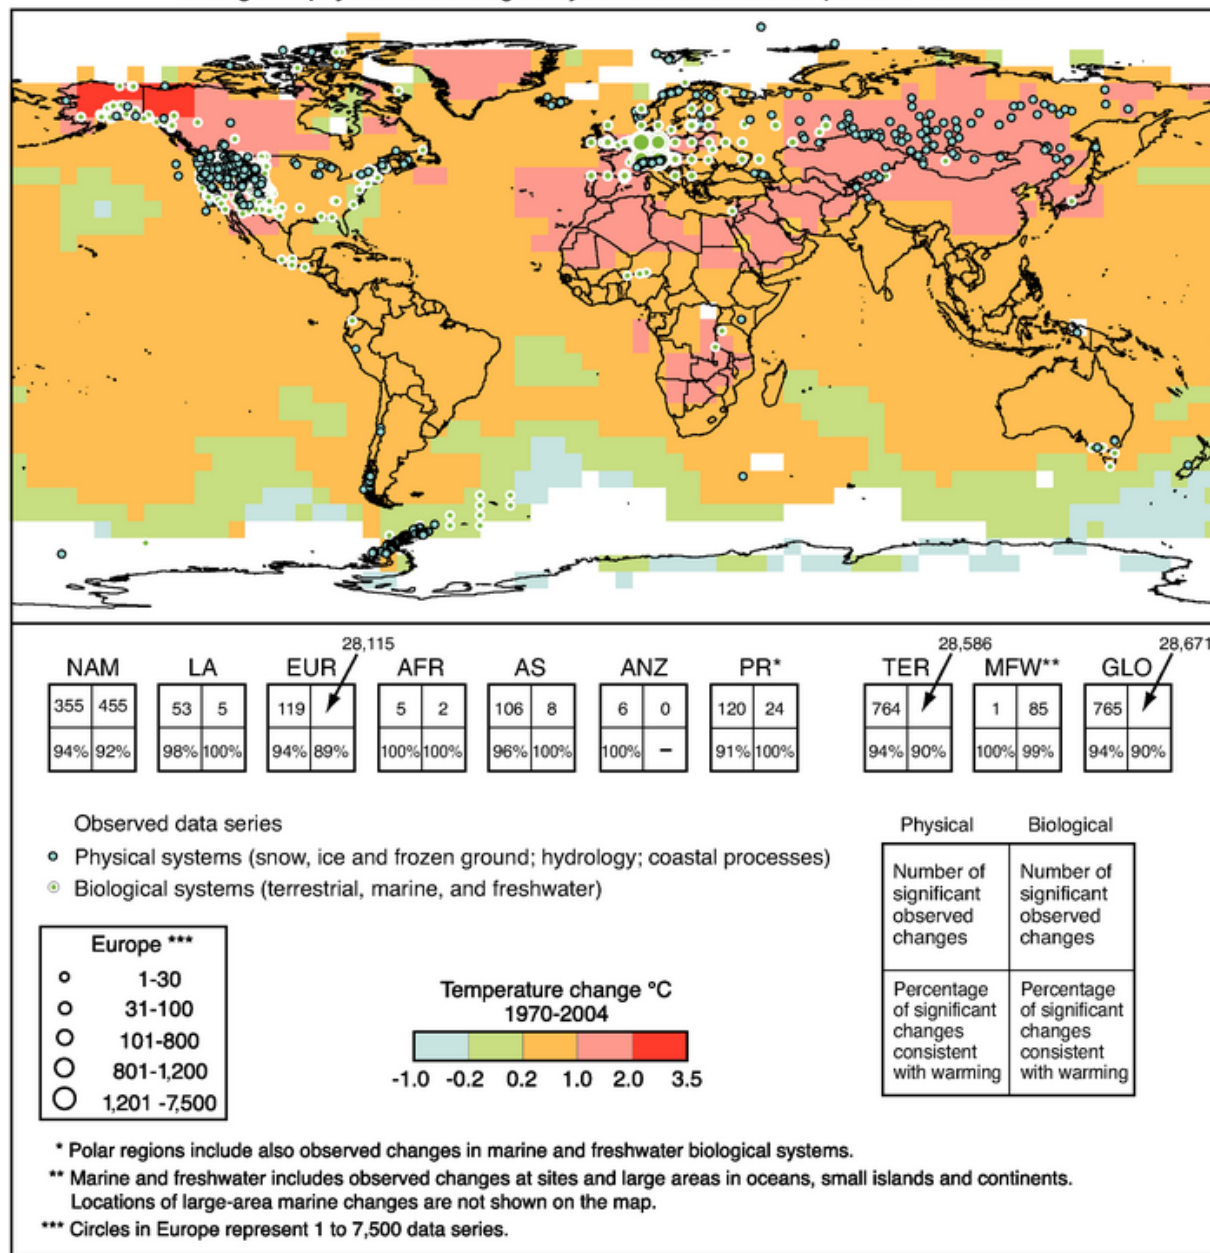 28,115
28,586
28,671
NAM LA EUR AFR AS ANZ PR* TER MFW** GLO
355 455 53 5 119 5 2 106 8 6 0 120 24 764 1 85 765
94% 92% 98% 100% 94% 89% 100% 100% 96% 100% 100% – 91% 100% 94% 90% 100% 99% 94% 90%
Observed data series
Physical systems (snow, ice and frozen ground; hydrology; coastal processes)
Biological systems (terrestrial, marine, and freshwater)
Europe ***
1-30
31-100
101-800
801-1,200
1,201 -7,500
Temperature change °C
1970-2004
-1.0 -0.2 0.2 1.0 2.0 3.5
Physical Biological
Number of
significant
observed
changes
Number of
significant
observed
changes
Percentage
of significant
changes
consistent
with warming
Percentage
of significant
changes
consistent
with warming
* Polar regions include also observed changes in marine and freshwater biological systems.
** Marine and freshwater includes observed changes at sites and large areas in oceans, small islands and continents.
Locations of large-area marine changes are not shown on the map.
*** Circles in Europe represent 1 to 7,500 data series.